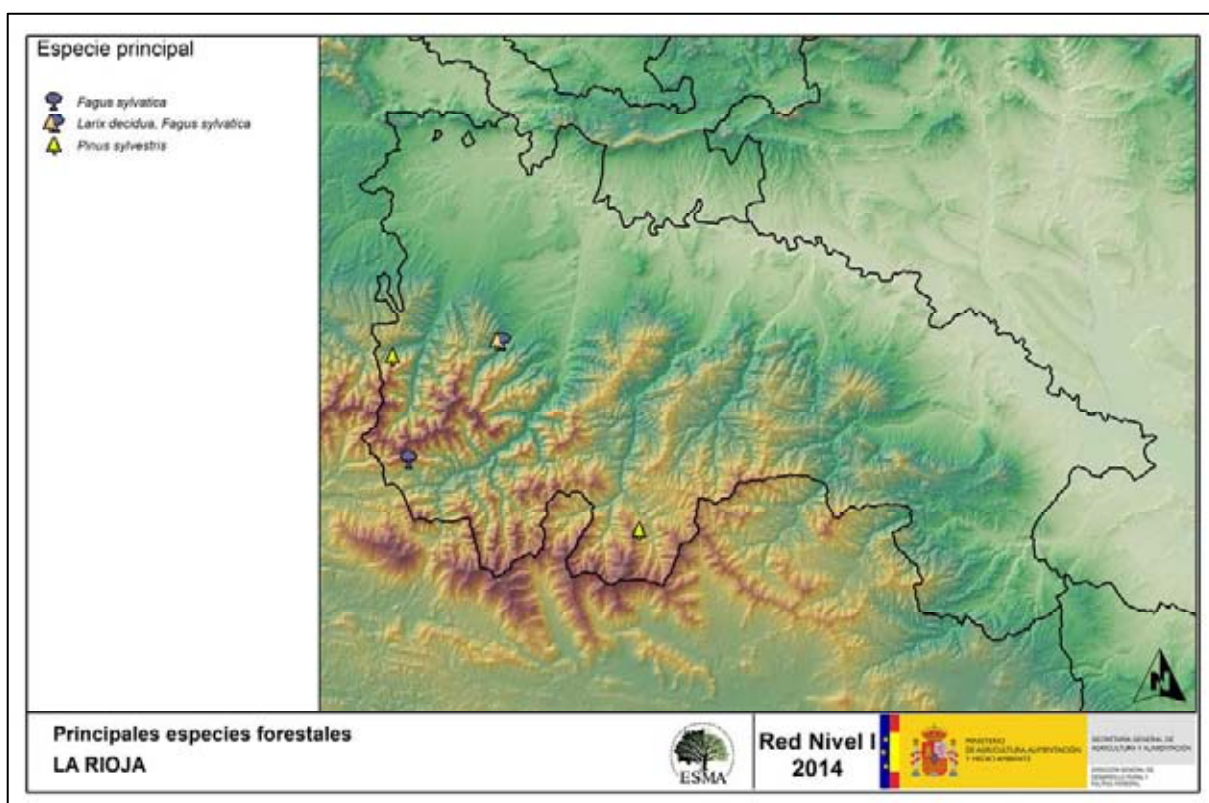 Especie principal
Fagus sylvatica
Larix decidua, Fagus sylvatica
Pinus sylvestris
N
Principales especies forestales
LA RIOJA
ESMA
Red Nivel I
2014
MINISTERIO
DE AGRICULTURA, ALIMENTACIÓN
Y MEDIO AMBIENTE
SECRETARÍA GENERAL DE
AGRICULTURA Y ALIMENTACIÓN
DIRECCIÓN GENERAL DE
DESARROLLO RURAL Y
POLÍTICA FORESTAL